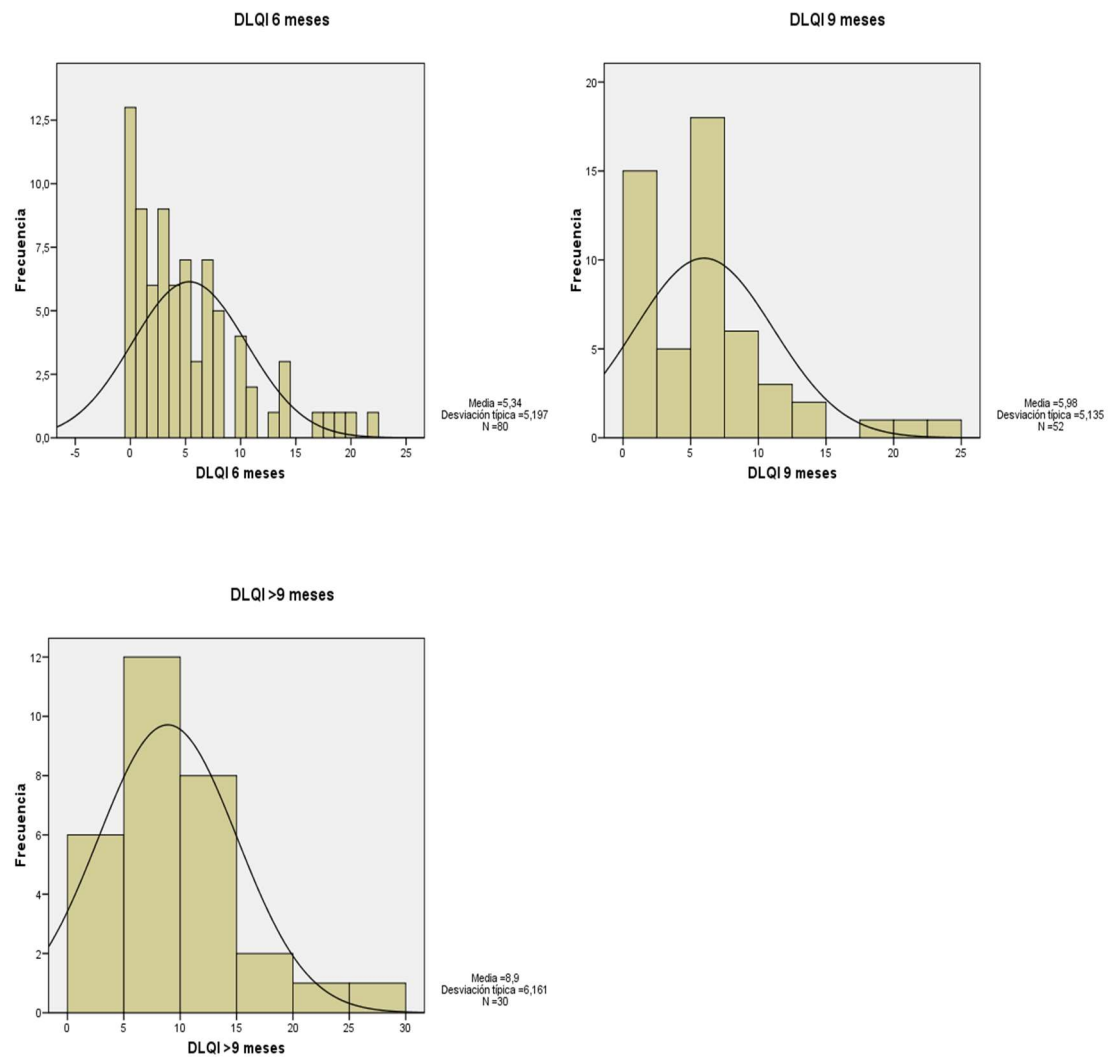 DLQI 6 meses
Frecuencia
12,5
10,0
7,5
5,0
2,5
0,0
-5 0 5 10 15 20 25
DLQI 6 meses
Media =5,34
Desviación típica =5,197
N =80
DLQI 9 meses
Frecuencia
20
15
10
5
0
0 5 10 15 20 25
DLQI 9 meses
Media =5,98
Desviación típica =5,135
N =52
DLQI >9 meses
Frecuencia
12
10
8
6
4
2
0
0 5 10 15 20 25 30
DLQI >9 meses
Media =8,9
Desviación típica =6,161
N =30